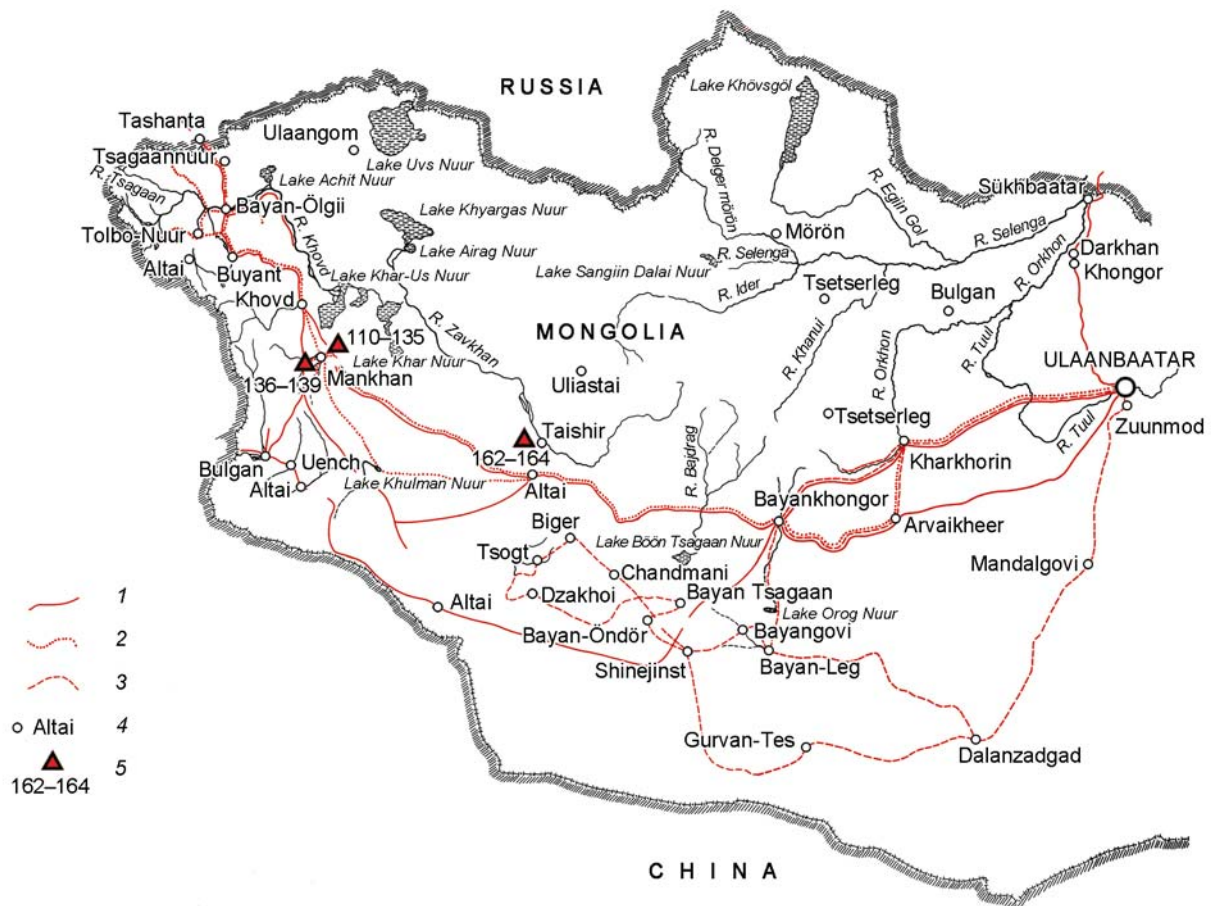 RUSSIA
Lake Khövsgöl
Tashanta
Ulaangom
Tsagaannuur
Lake Uvs Nuur
R. Delger mörön
R. Tsagaan
Lake Achit Nuur
Bayan-Ölgii
R. Egiin Gol
Sükhbaatar
Lake Khyargas Nuur
Tolbo-Nuur
R. Khovd
Mörön
R. Selenga
Lake Airag Nuur
R. Selenga
Darkhan
Altai
Buyant
Lake Khar-Us Nuur
Lake Sangiin Dalai Nuur
R. Orkhon
Khongor
Khovd
R. Ider
Tsetserleg
Bulgan
R. Zavkhan
MONGOLIA
R. Khanui
110–135
Lake Khar Nuur
R. Orkhon
R. Tuul
ULAANBAATAR
136–139
Mankhan
Uliastai
Tsetserleg
R. Tuul
Zuunmod
Taishir
162–164
Bulgan
Uench
Kharkhorin
Altai
Lake Khulman Nuur
Altai
R. Bajdrag
Bayankhongor
Biger
Arvaikheer
Lake Böön Tsagaan Nuur
Tsogt
Chandmani
Mandalgovi
Dzakhoi
Bayan Tsagaan
Altai
Lake Orog Nuur
Bayan-Öndör
Bayangovi
Shinejinst
Bayan-Leg
Gurvan-Tes
Dalanzadgad
1
2
3
Altai 4
162–164 5
CHINA